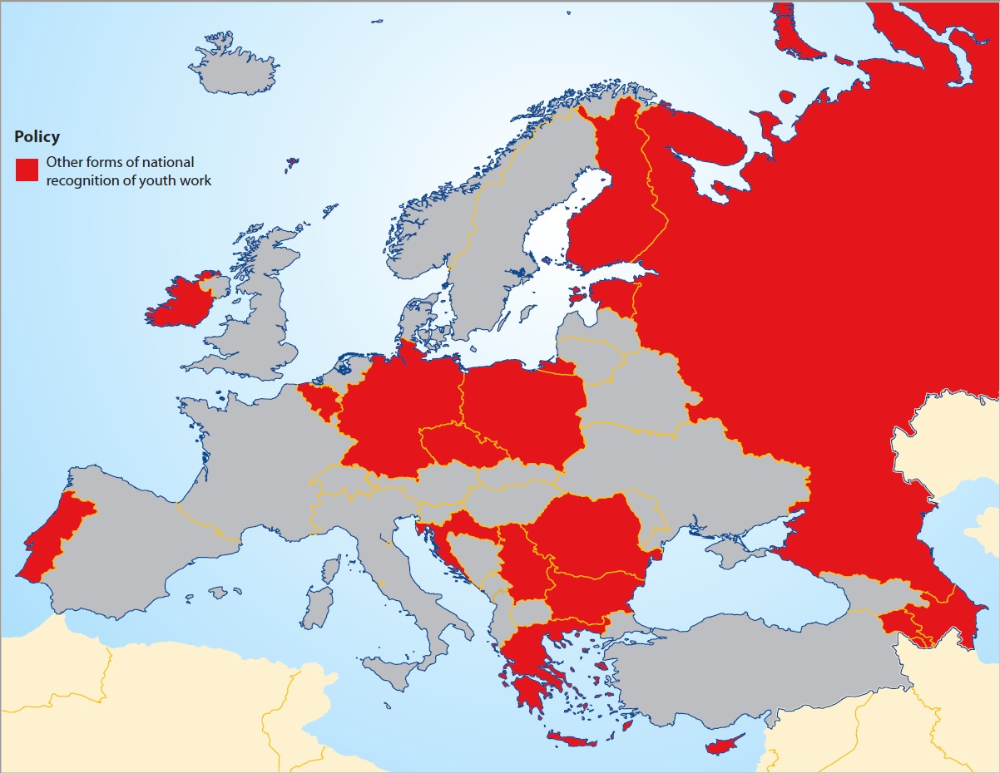 Policy
Other forms of national
recognition of youth work